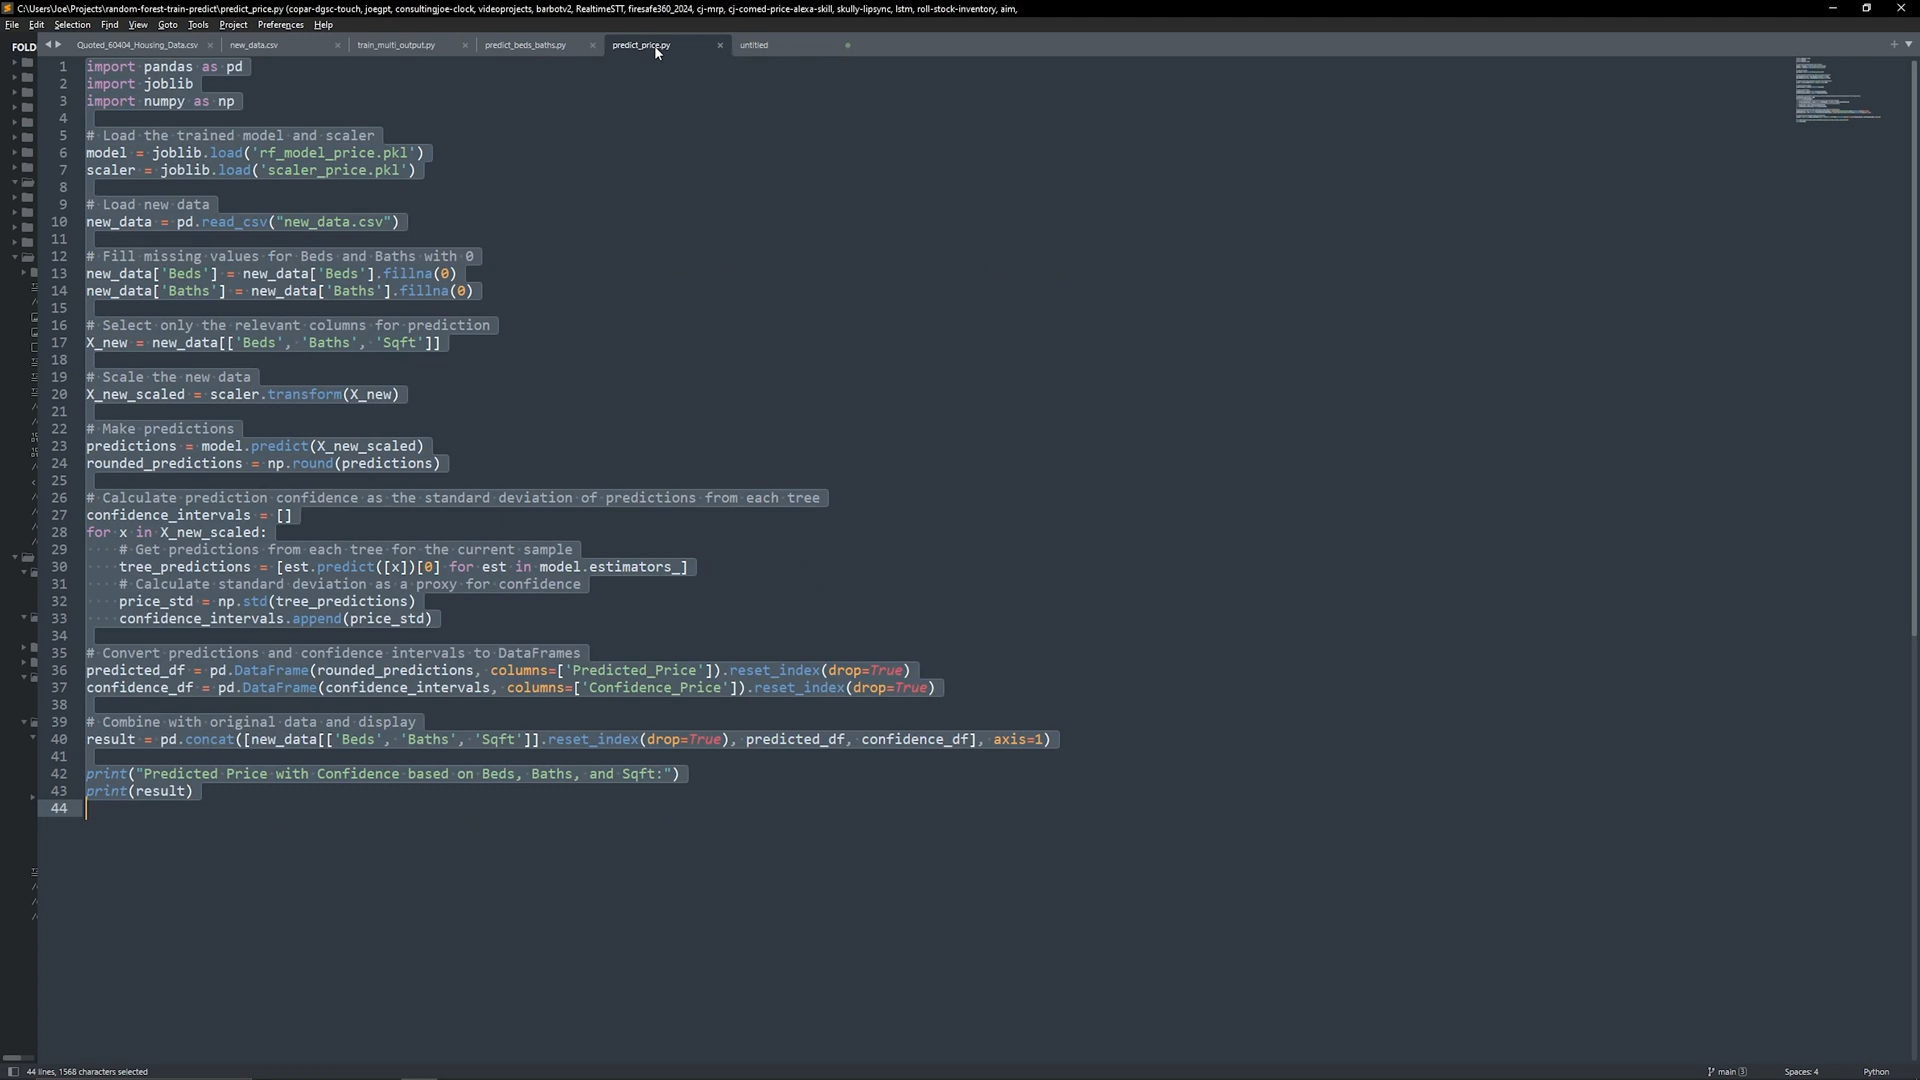 C:\Users\Joe\Projects\random-forest-train-predict\predict_price.py (copar-dgsc-touch, joegpt, consultingjoe-clock, videoprojects, barbotv2, RealtimeSTT, firesafe360_2024, cj-mrp, cj-comed-price-alexa-skill, skully-lipsync, lstm, roll-stock-inventory, aim,
File Edit Selection Find View Goto Tools Project Preferences Help
FOLD
Quoted_60404_Housing_Data.csv new_data.csv train_multi_output.py predict_beds_baths.py predict_price.py untitled
1 import pandas as pd
2 import joblib
3 import numpy as np
4
5 # Load the trained model and scaler
6 model = joblib.load('rf_model_price.pkl')
7 scaler = joblib.load('scaler_price.pkl')
8
9 # Load new data
10 new_data = pd.read_csv("new_data.csv")
11
12 # Fill missing values for Beds and Baths with 0
13 new_data['Beds'] = new_data['Beds'].fillna(0)
14 new_data['Baths'] = new_data['Baths'].fillna(0)
15
16 # Select only the relevant columns for prediction
17 X_new = new_data[['Beds', 'Baths', 'Sqft']]
18
19 # Scale the new data
20 X_new_scaled = scaler.transform(X_new)
21
22 # Make predictions
23 predictions = model.predict(X_new_scaled)
24 rounded_predictions = np.round(predictions)
25
26 # Calculate prediction confidence as the standard deviation of predictions from each tree
27 confidence_intervals = []
28 for x in X_new_scaled:
29     # Get predictions from each tree for the current sample
30     tree_predictions = [est.predict([x])[0] for est in model.estimators_]
31     # Calculate standard deviation as a proxy for confidence
32     price_std = np.std(tree_predictions)
33     confidence_intervals.append(price_std)
34
35 # Convert predictions and confidence intervals to DataFrames
36 predicted_df = pd.DataFrame(rounded_predictions, columns=['Predicted_Price']).reset_index(drop=True)
37 confidence_df = pd.DataFrame(confidence_intervals, columns=['Confidence_Price']).reset_index(drop=True)
38
39 # Combine with original data and display
40 result = pd.concat([new_data[['Beds', 'Baths', 'Sqft']].reset_index(drop=True), predicted_df, confidence_df], axis=1)
41
42 print("Predicted Price with Confidence based on Beds, Baths, and Sqft:")
43 print(result)
44
44 lines, 1568 characters selected main 3 Spaces: 4 Python